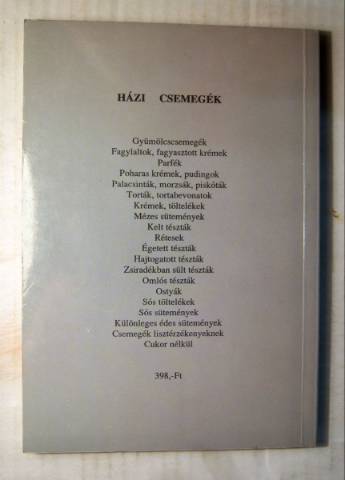 HÁZI CSEMEGÉK
Gyümölcscsemegék
Fagylaltok, fagyasztott krémek
Parfék
Poharas krémek, pudingok
Palacsinták, morzsák, piskóták
Torták, tortabevonatok
Krémek, töltelékek
Mézes sütemények
Kelt tészták
Rétesek
Égetett tészták
Hajtogatott tészták
Zsiradékban sült tészták
Omlós tészták
Ostyák
Sós töltelékek
Sós sütemények
Különleges édes sütemények
Csemegék lisztérzékenyeknek
Cukor nélkül
398,-Ft